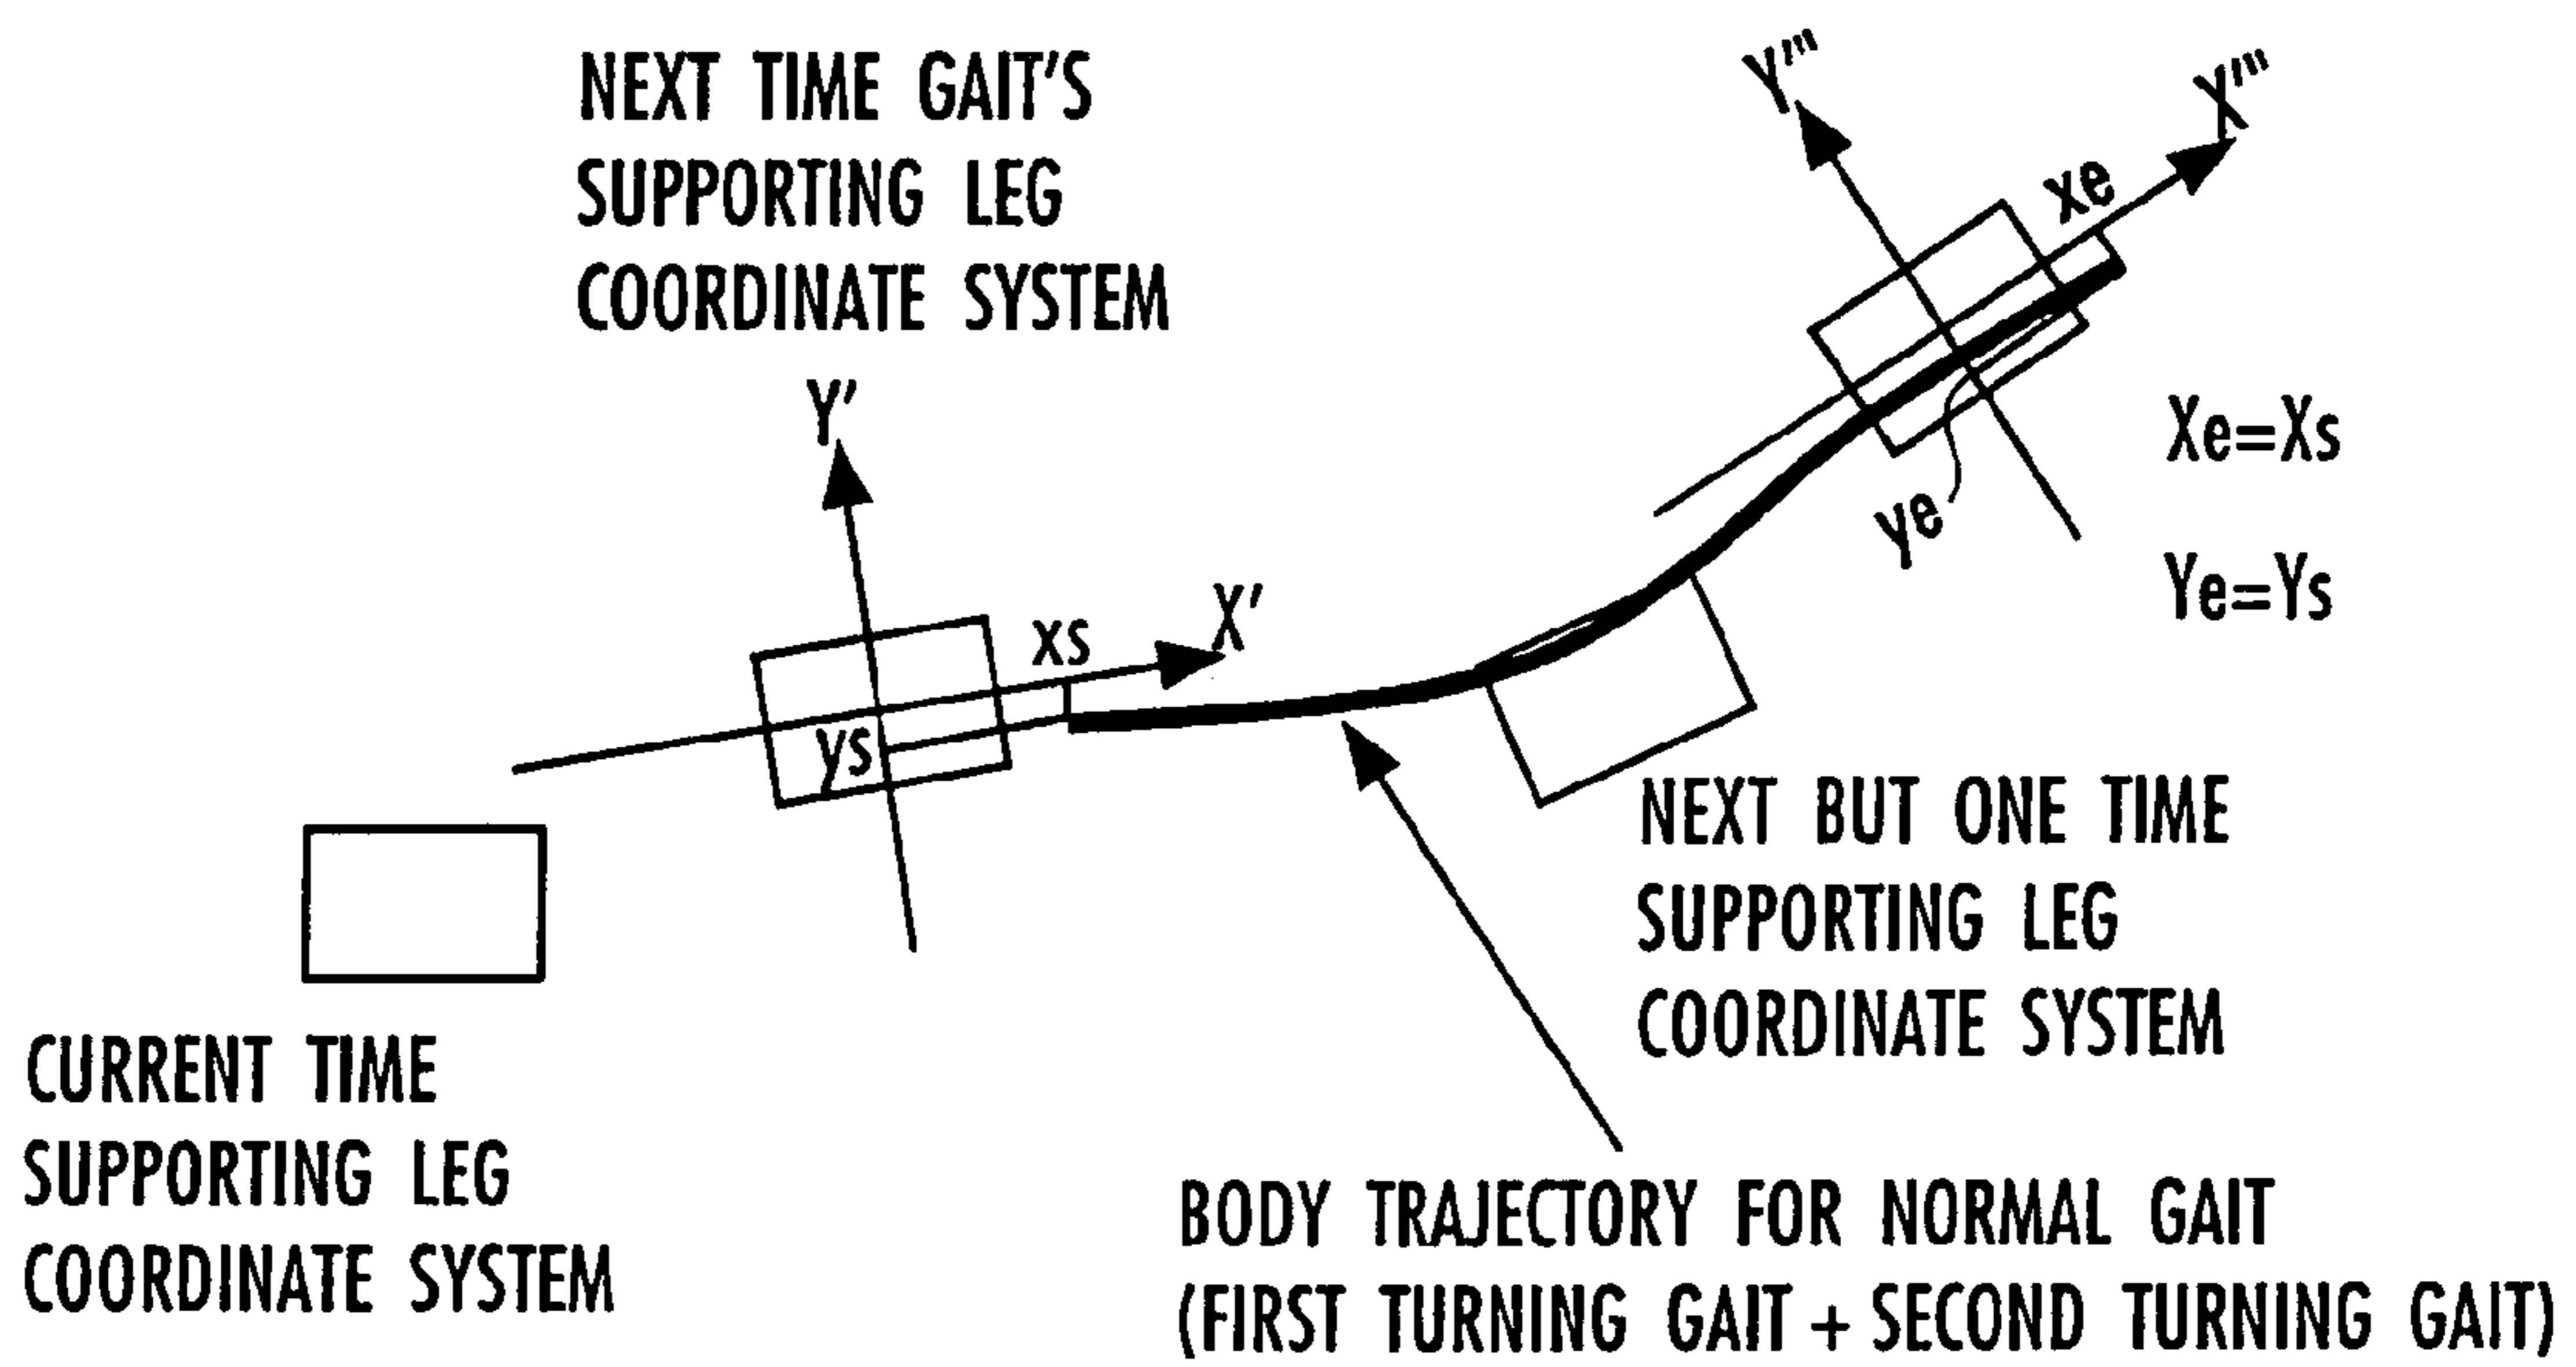 NEXT TIME GAIT'S
SUPPORTING LEG
COORDINATE SYSTEM
Y'''
X'''
xe
Y'
Xe=Xs
ye
Ye=Ys
X'
xs
ys
NEXT BUT ONE TIME
SUPPORTING LEG
COORDINATE SYSTEM
CURRENT TIME
SUPPORTING LEG
COORDINATE SYSTEM
BODY TRAJECTORY FOR NORMAL GAIT
(FIRST TURNING GAIT + SECOND TURNING GAIT)